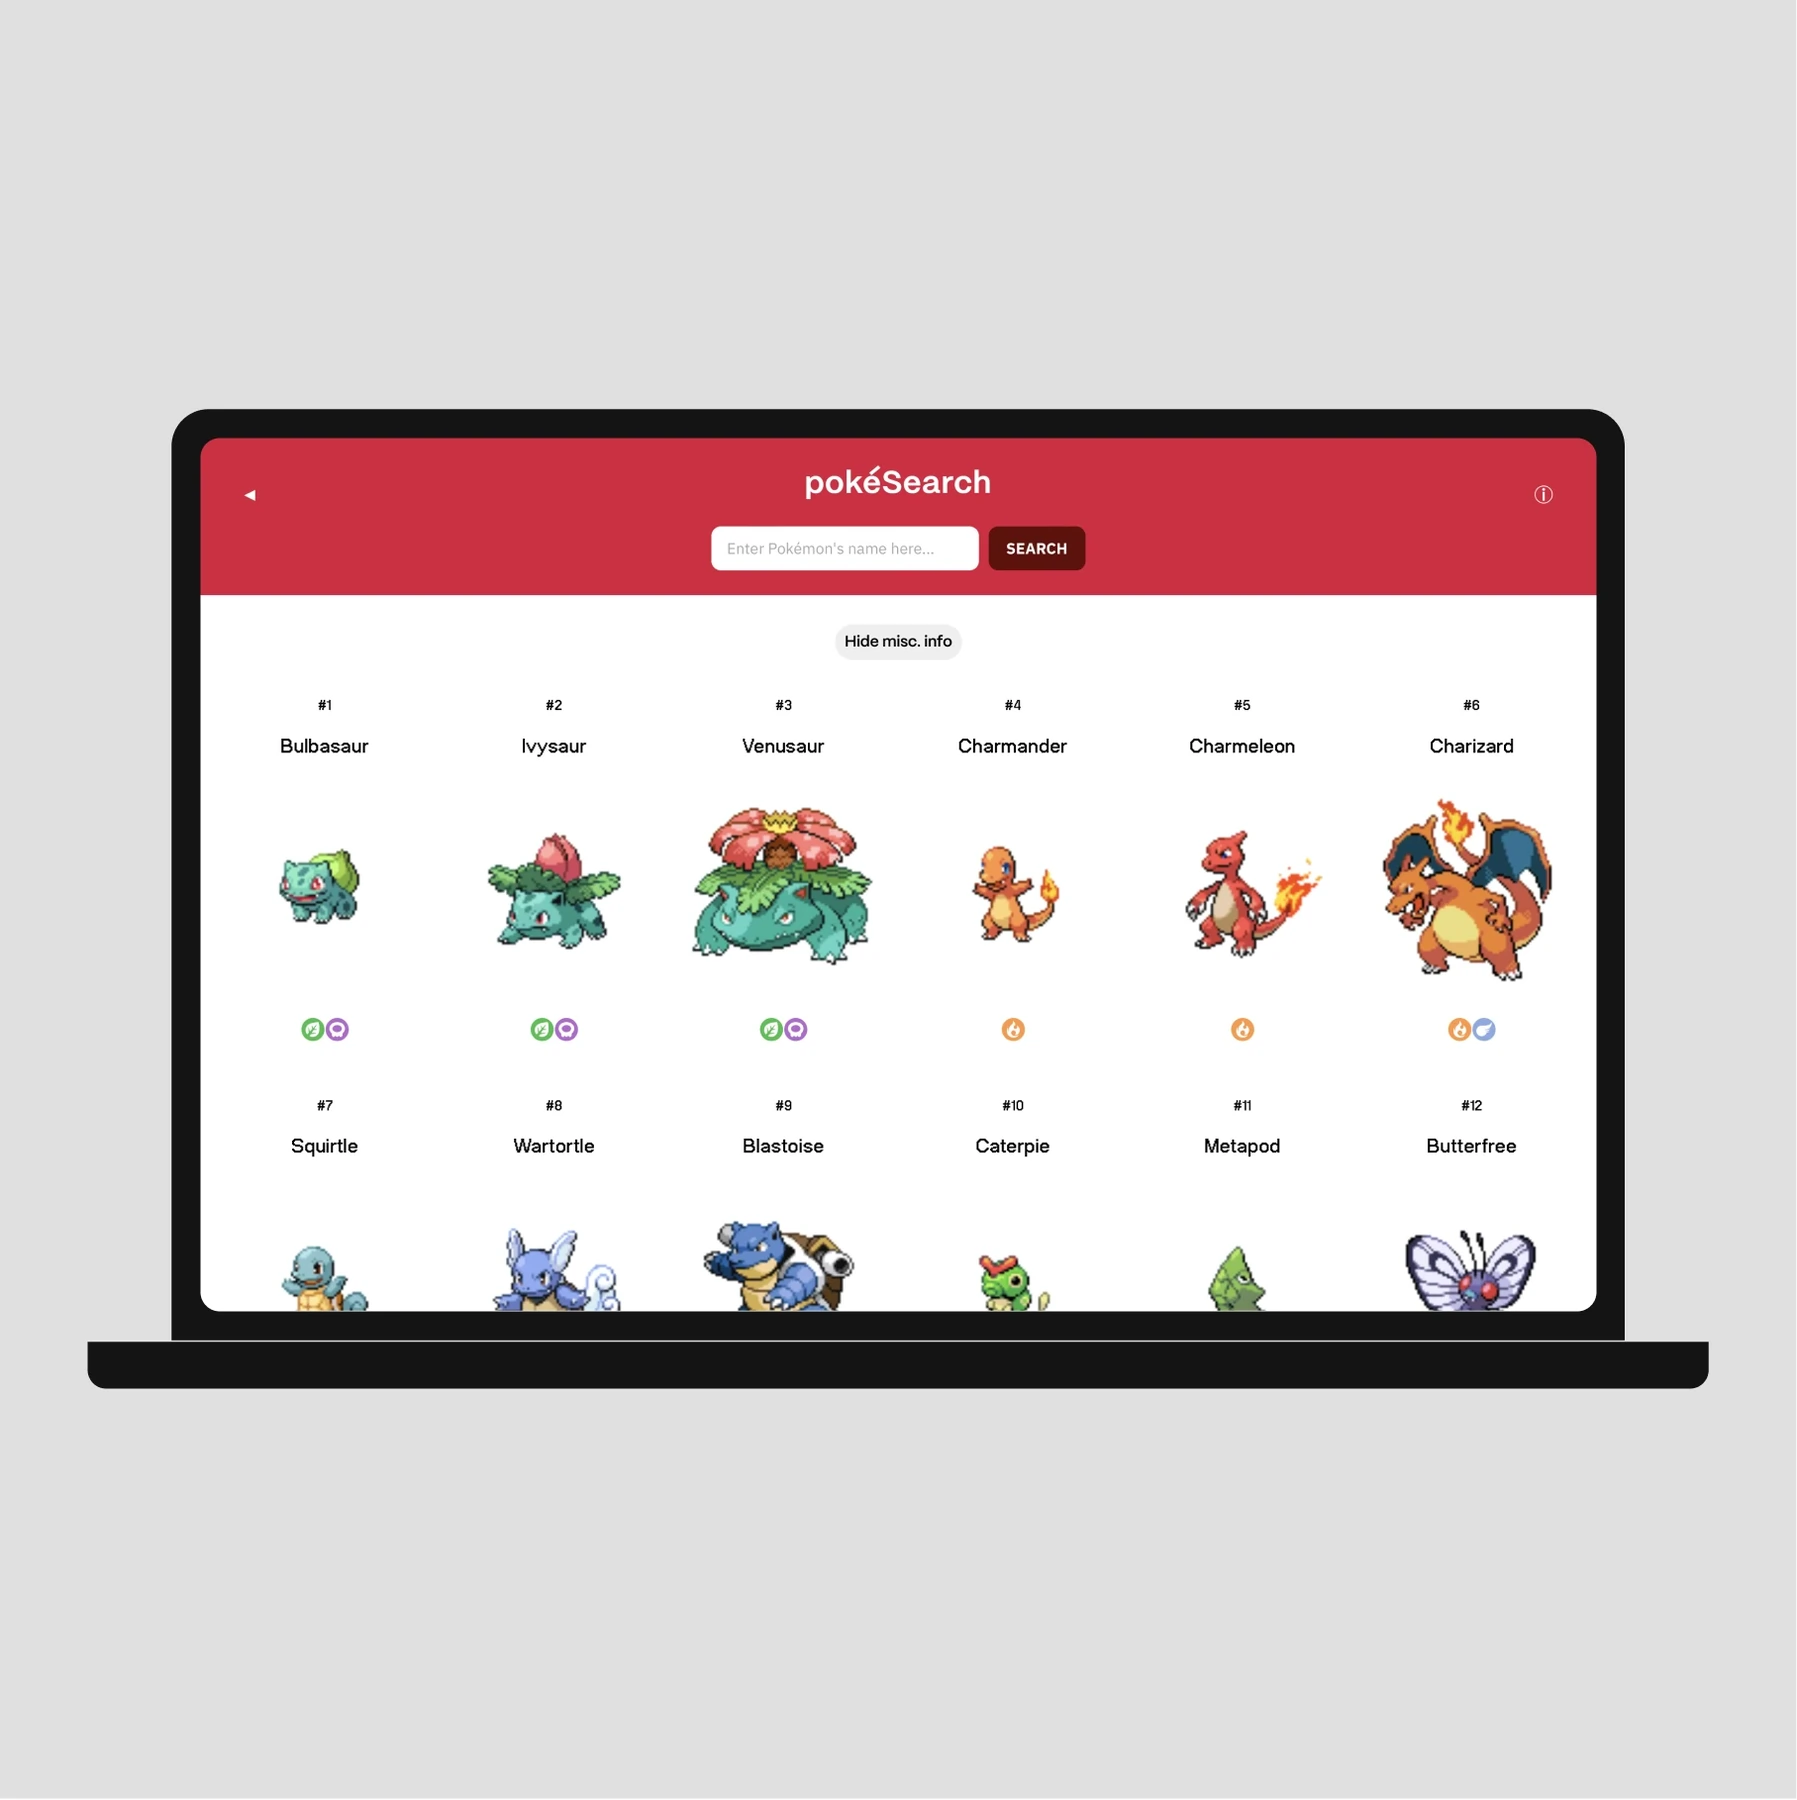 pokéSearch
Enter Pokémon's name here...
SEARCH
Hide misc. info
#1 #2 #3 #4 #5 #6
Bulbasaur Ivysaur Venusaur Charmander Charmeleon Charizard
#7 #8 #9 #10 #11 #12
Squirtle Wartortle Blastoise Caterpie Metapod Butterfree